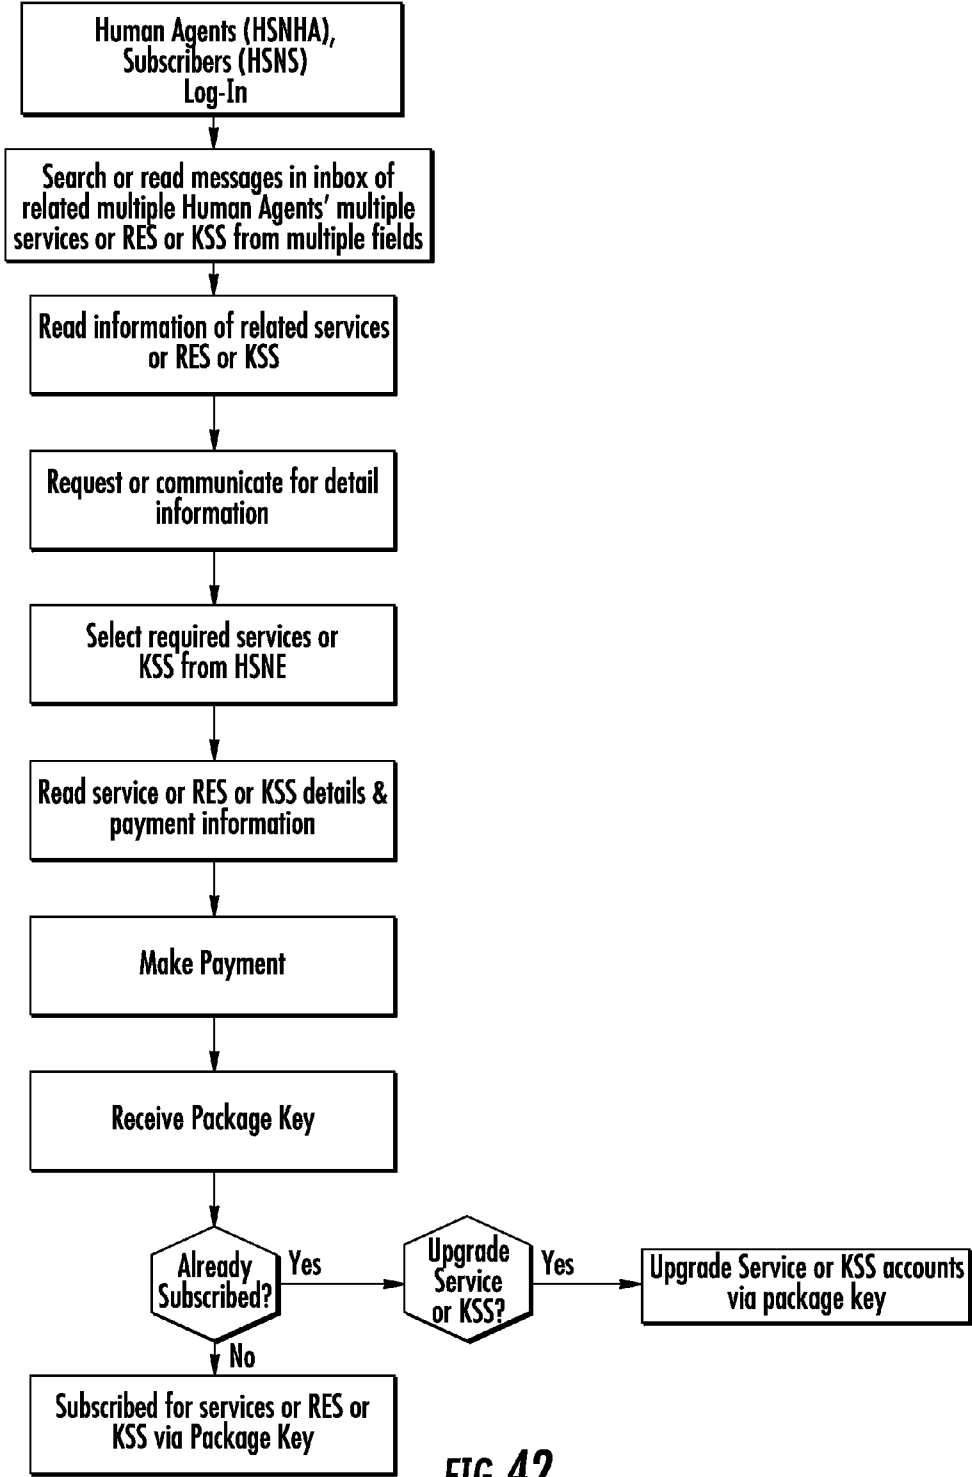 Human Agents (HSNHA),
Subscribers (HSNS)
Log-In
Search or read messages in inbox of
related multiple Human Agents' multiple
services or RES or KSS from multiple fields
Read information of related services
or RES or KSS
Request or communicate for detail
information
Select required services or
KSS from HSNE
Read service or RES or KSS details &
payment information
Make Payment
Receive Package Key
Already
Subscribed?
Yes
Upgrade
Service
or KSS?
Yes
Upgrade Service or KSS accounts
via package key
No
Subscribed for services or RES or
KSS via Package Key
FIG. 42